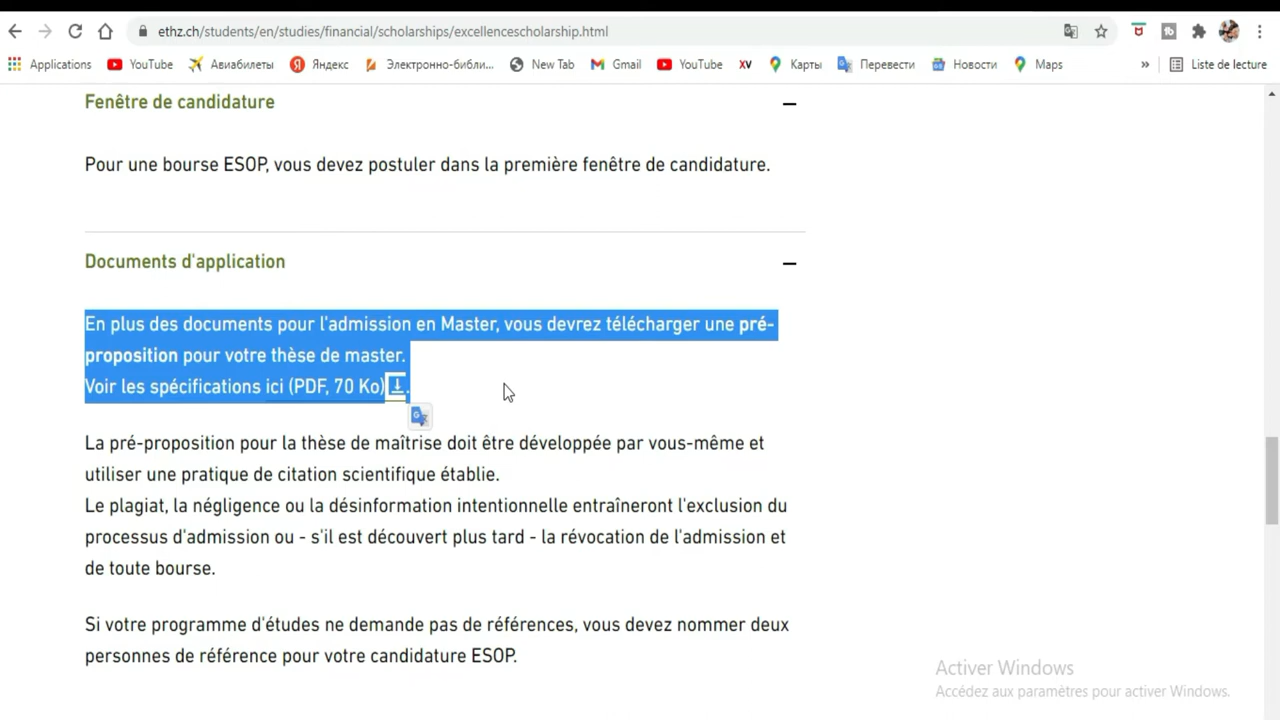 ethz.ch/students/en/studies/financial/scholarships/excellencescholarship.html
Applications YouTube Авиабилеты Яндекс Электронно-библи... New Tab Gmail YouTube XV Карты Перевести Новости Maps » Liste de lecture
Fenêtre de candidature
Pour une bourse ESOP, vous devez postuler dans la première fenêtre de candidature.
Documents d'application
En plus des documents pour l'admission en Master, vous devrez télécharger une pré-
proposition pour votre thèse de master.
Voir les spécifications ici (PDF, 70 Ko).
La pré-proposition pour la thèse de maîtrise doit être développée par vous-même et
utiliser une pratique de citation scientifique établie.
Le plagiat, la négligence ou la désinformation intentionnelle entraîneront l'exclusion du
processus d'admission ou - s'il est découvert plus tard - la révocation de l'admission et
de toute bourse.
Si votre programme d'études ne demande pas de références, vous devez nommer deux
personnes de référence pour votre candidature ESOP.
Activer Windows
Accédez aux paramètres pour activer Windows.